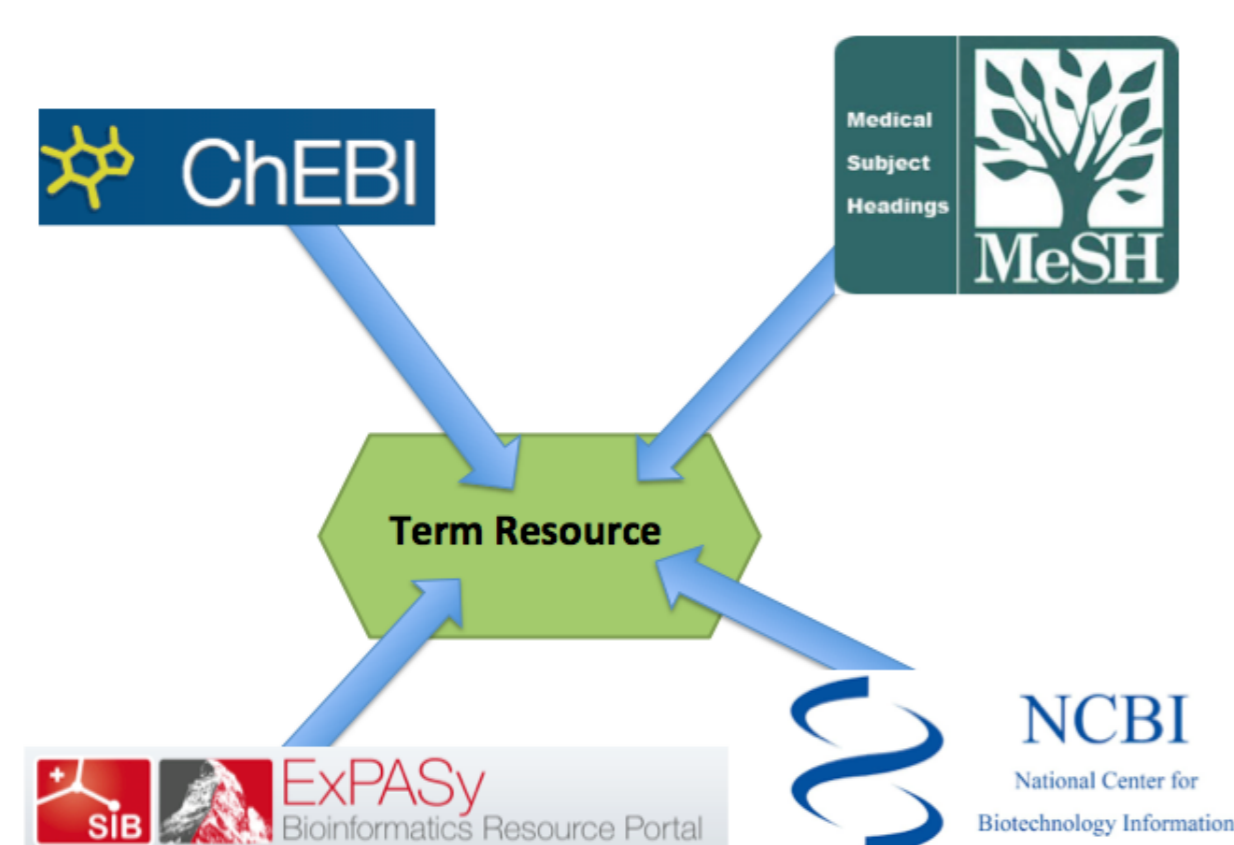 ChEBI
Medical
Subject
Headings
MeSH
Term Resource
SIB
ExPASy
Bioinformatics Resource Portal
NCBI
National Center for
Biotechnology Information